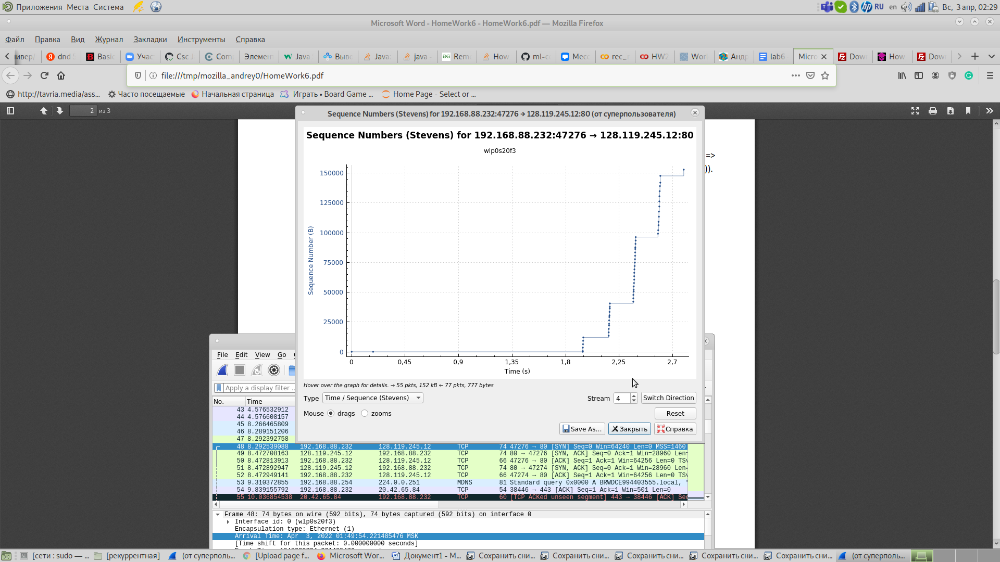 Приложения Места Система
RU en Вс, 3 апр, 02:29
Microsoft Word - HomeWork6 - HomeWork6.pdf — Mozilla Firefox
Файл Правка Вид Журнал Закладки Инструменты Справка
dnd 5 Basic Учас Csc J Com Элемен Java Выво Java: java - Rem How ml-c Месс rec_ HW2 Worl Андр lab6 Micro Dow How Dow
file:///tmp/mozilla_andrey0/HomeWork6.pdf
http://tavria.media/ass... Часто посещаемые Начальная страница Играть • Board Game ... Home Page - Select or ...
2 из 3
Sequence Numbers (Stevens) for 192.168.88.232:47276 → 128.119.245.12:80 (от суперпользователя)
Sequence Numbers (Stevens) for 192.168.88.232:47276 → 128.119.245.12:80
wlp0s20f3
=>
)).
150000
125000
100000
75000
50000
25000
0
Sequence Number (B)
0 0,45 0,9 1,35 1,8 2,25 2,7
Time (s)
Hover over the graph for details. → 55 pkts, 152 kB ← 77 pkts, 777 bytes
Type Time / Sequence (Stevens) Stream 4 Switch Direction
Mouse drags zooms Reset
Save As... Закрыть Справка
File Edit View Go
Apply a display filter ...
No. Time
43 4.576532912
44 4.576608157
45 8.266465809
46 8.289151206
47 8.292392758
48 8.292539088 192.168.88.232 128.119.245.12 TCP 74 47276 → 80 [SYN] Seq=0 Win=64240 Len=0 MSS=1460
49 8.472708163 128.119.245.12 192.168.88.232 TCP 74 80 → 47276 [SYN, ACK] Seq=0 Ack=1 Win=28960 Len=
50 8.472813913 192.168.88.232 128.119.245.12 TCP 66 47276 → 80 [ACK] Seq=1 Ack=1 Win=64256 Len=0 TSv
51 8.472892947 128.119.245.12 192.168.88.232 TCP 74 80 → 47274 [SYN, ACK] Seq=0 Ack=1 Win=28960 Len=
52 8.472949141 192.168.88.232 128.119.245.12 TCP 66 47274 → 80 [ACK] Seq=1 Ack=1 Win=64256 Len=0 TSv
53 9.310372855 192.168.88.254 224.0.0.251 MDNS 81 Standard query 0x0000 A BRWDCE994403555.local, "
54 9.839155792 192.168.88.232 20.42.65.84 TCP 54 38446 → 443 [ACK] Seq=1 Ack=1 Win=501 Len=0
55 10.036854538 20.42.65.84 192.168.88.232 TCP 60 [TCP ACKed unseen segment] 443 → 38446 [ACK] Seq
Frame 48: 74 bytes on wire (592 bits), 74 bytes captured (592 bits) on interface 0
Interface id: 0 (wlp0s20f3)
Encapsulation type: Ethernet (1)
Arrival Time: Apr 3, 2022 01:49:54.221485476 MSK
[Time shift for this packet: 0.000000000 seconds]
[сети : sudo — ... [рекуррентная] (от суперполь... [Upload page f... Microsoft Wor... Документ1 - M... Сохранить сни... Сохранить сни... Сохранить сни... Сохранить сни... Сохранить сни... (от суперполь...